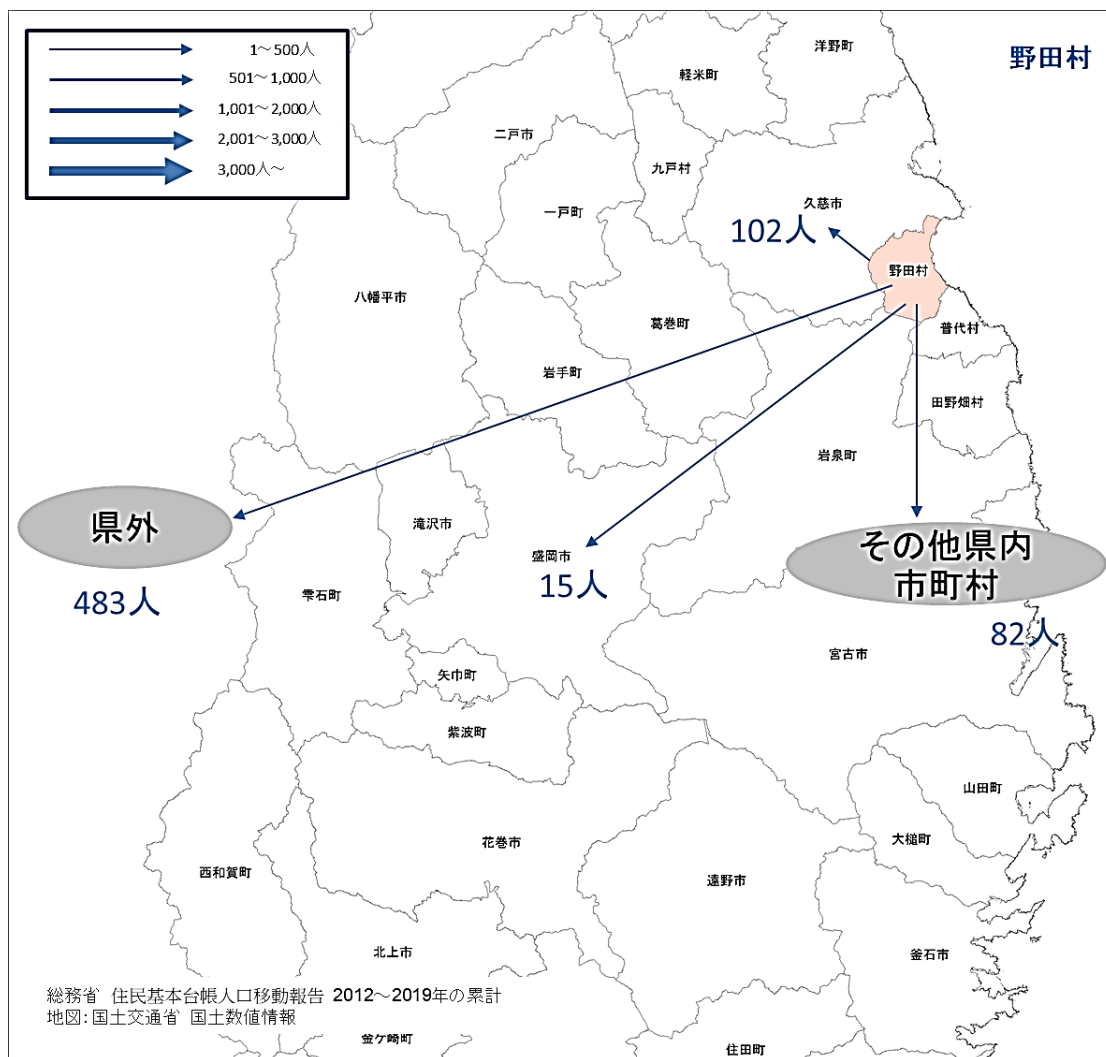 1～500人
501～1,000人
1,001～2,000人
2,001～3,000人
3,000人～
野田村
洋野町
軽米町
二戸市
九戸村
久慈市
一戸町
102人
野田村
八幡平市
葛巻町
普代村
岩手町
田野畑村
岩泉町
県外
滝沢市
盛岡市
その他県内
市町村
15人
483人
雫石町
82人
宮古市
矢巾町
紫波町
山田町
花巻市
大槌町
西和賀町
遠野市
北上市
釜石市
総務省 住民基本台帳人口移動報告 2012～2019年の累計
地図：国土交通省 国土数値情報
金ケ崎町
住田町